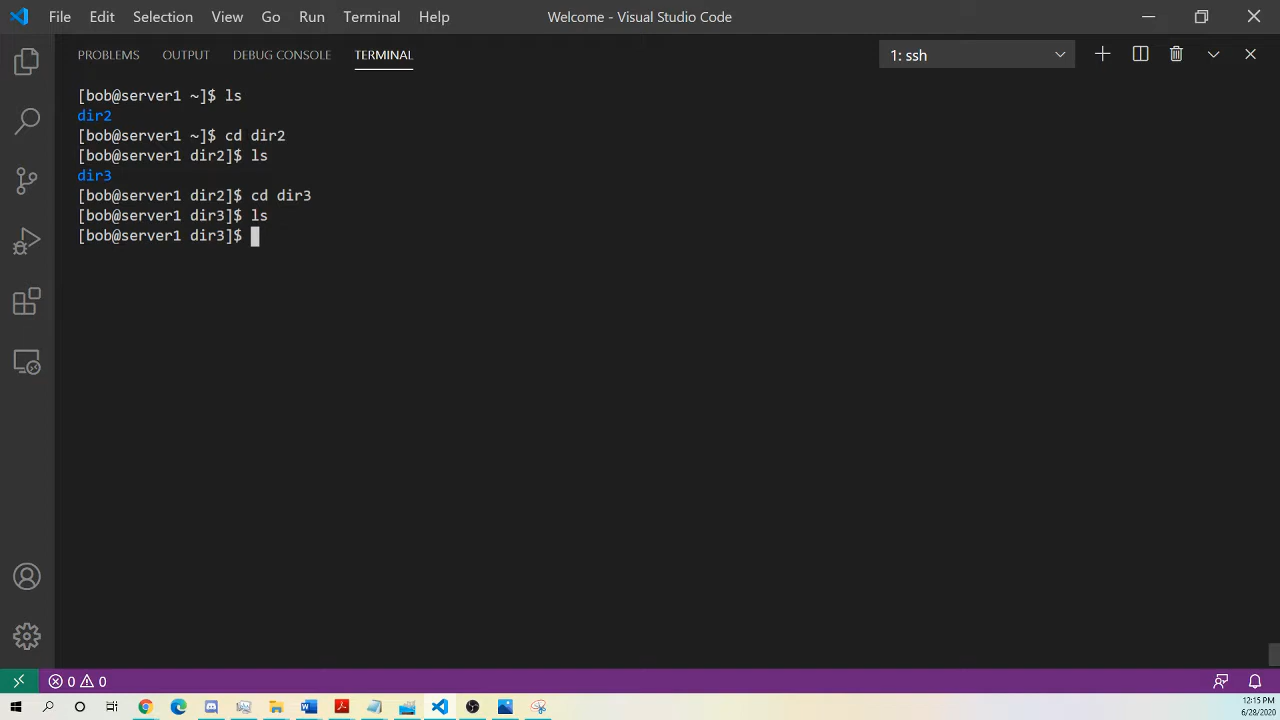 File Edit Selection View Go Run Terminal Help Welcome - Visual Studio Code
PROBLEMS OUTPUT DEBUG CONSOLE TERMINAL 1: ssh
[bob@server1 ~]$ ls
dir2
[bob@server1 ~]$ cd dir2
[bob@server1 dir2]$ ls
dir3
[bob@server1 dir2]$ cd dir3
[bob@server1 dir3]$ ls
[bob@server1 dir3]$
0 0
12:15 PM
6/28/2020